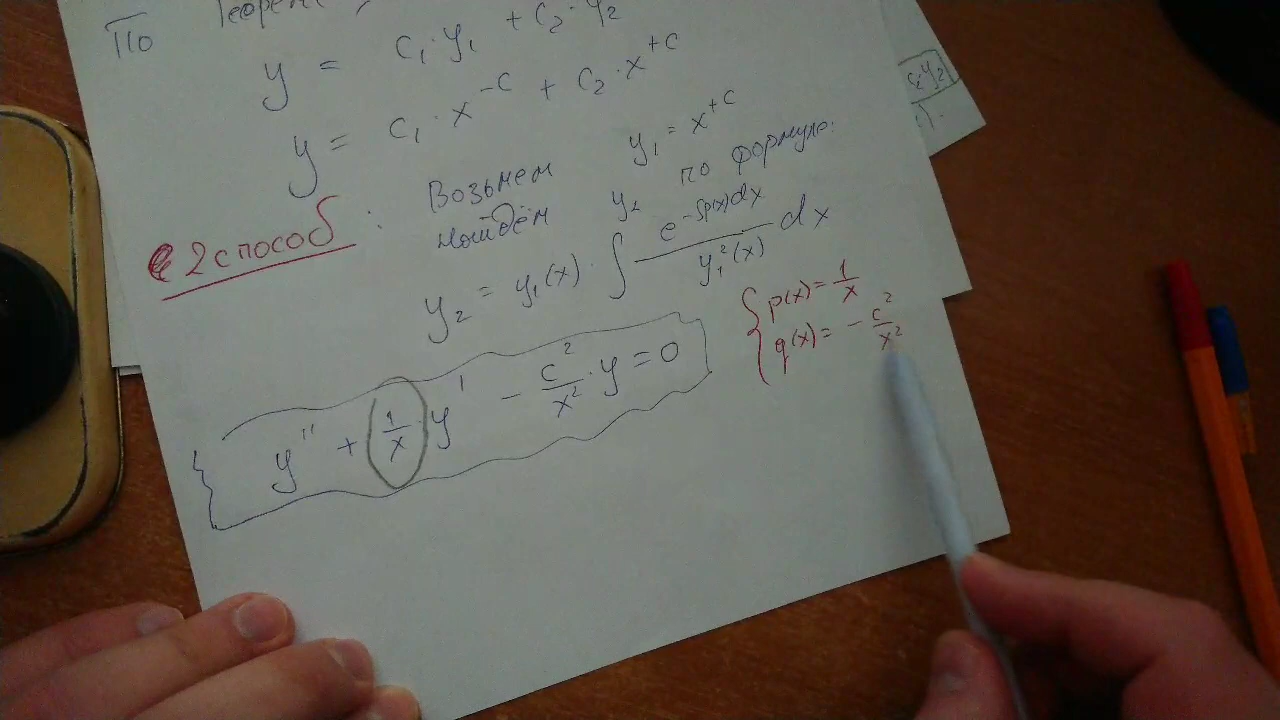 По
y = c₁·y₁ + c₂·y₂
y = c₁·x⁻ᶜ + c₂·x⁺ᶜ
2 способ: Возьмем y₁ = x⁺ᶜ
найдём y₂ по формуле:
y₂ = y₁(x)·∫ e^(-∫p(x)dx) / y₁²(x) dx
{ p(x) = 1/x
q(x) = - c²/x²
y'' + 1/x y' - c²/x² · y = 0
c₂y₂